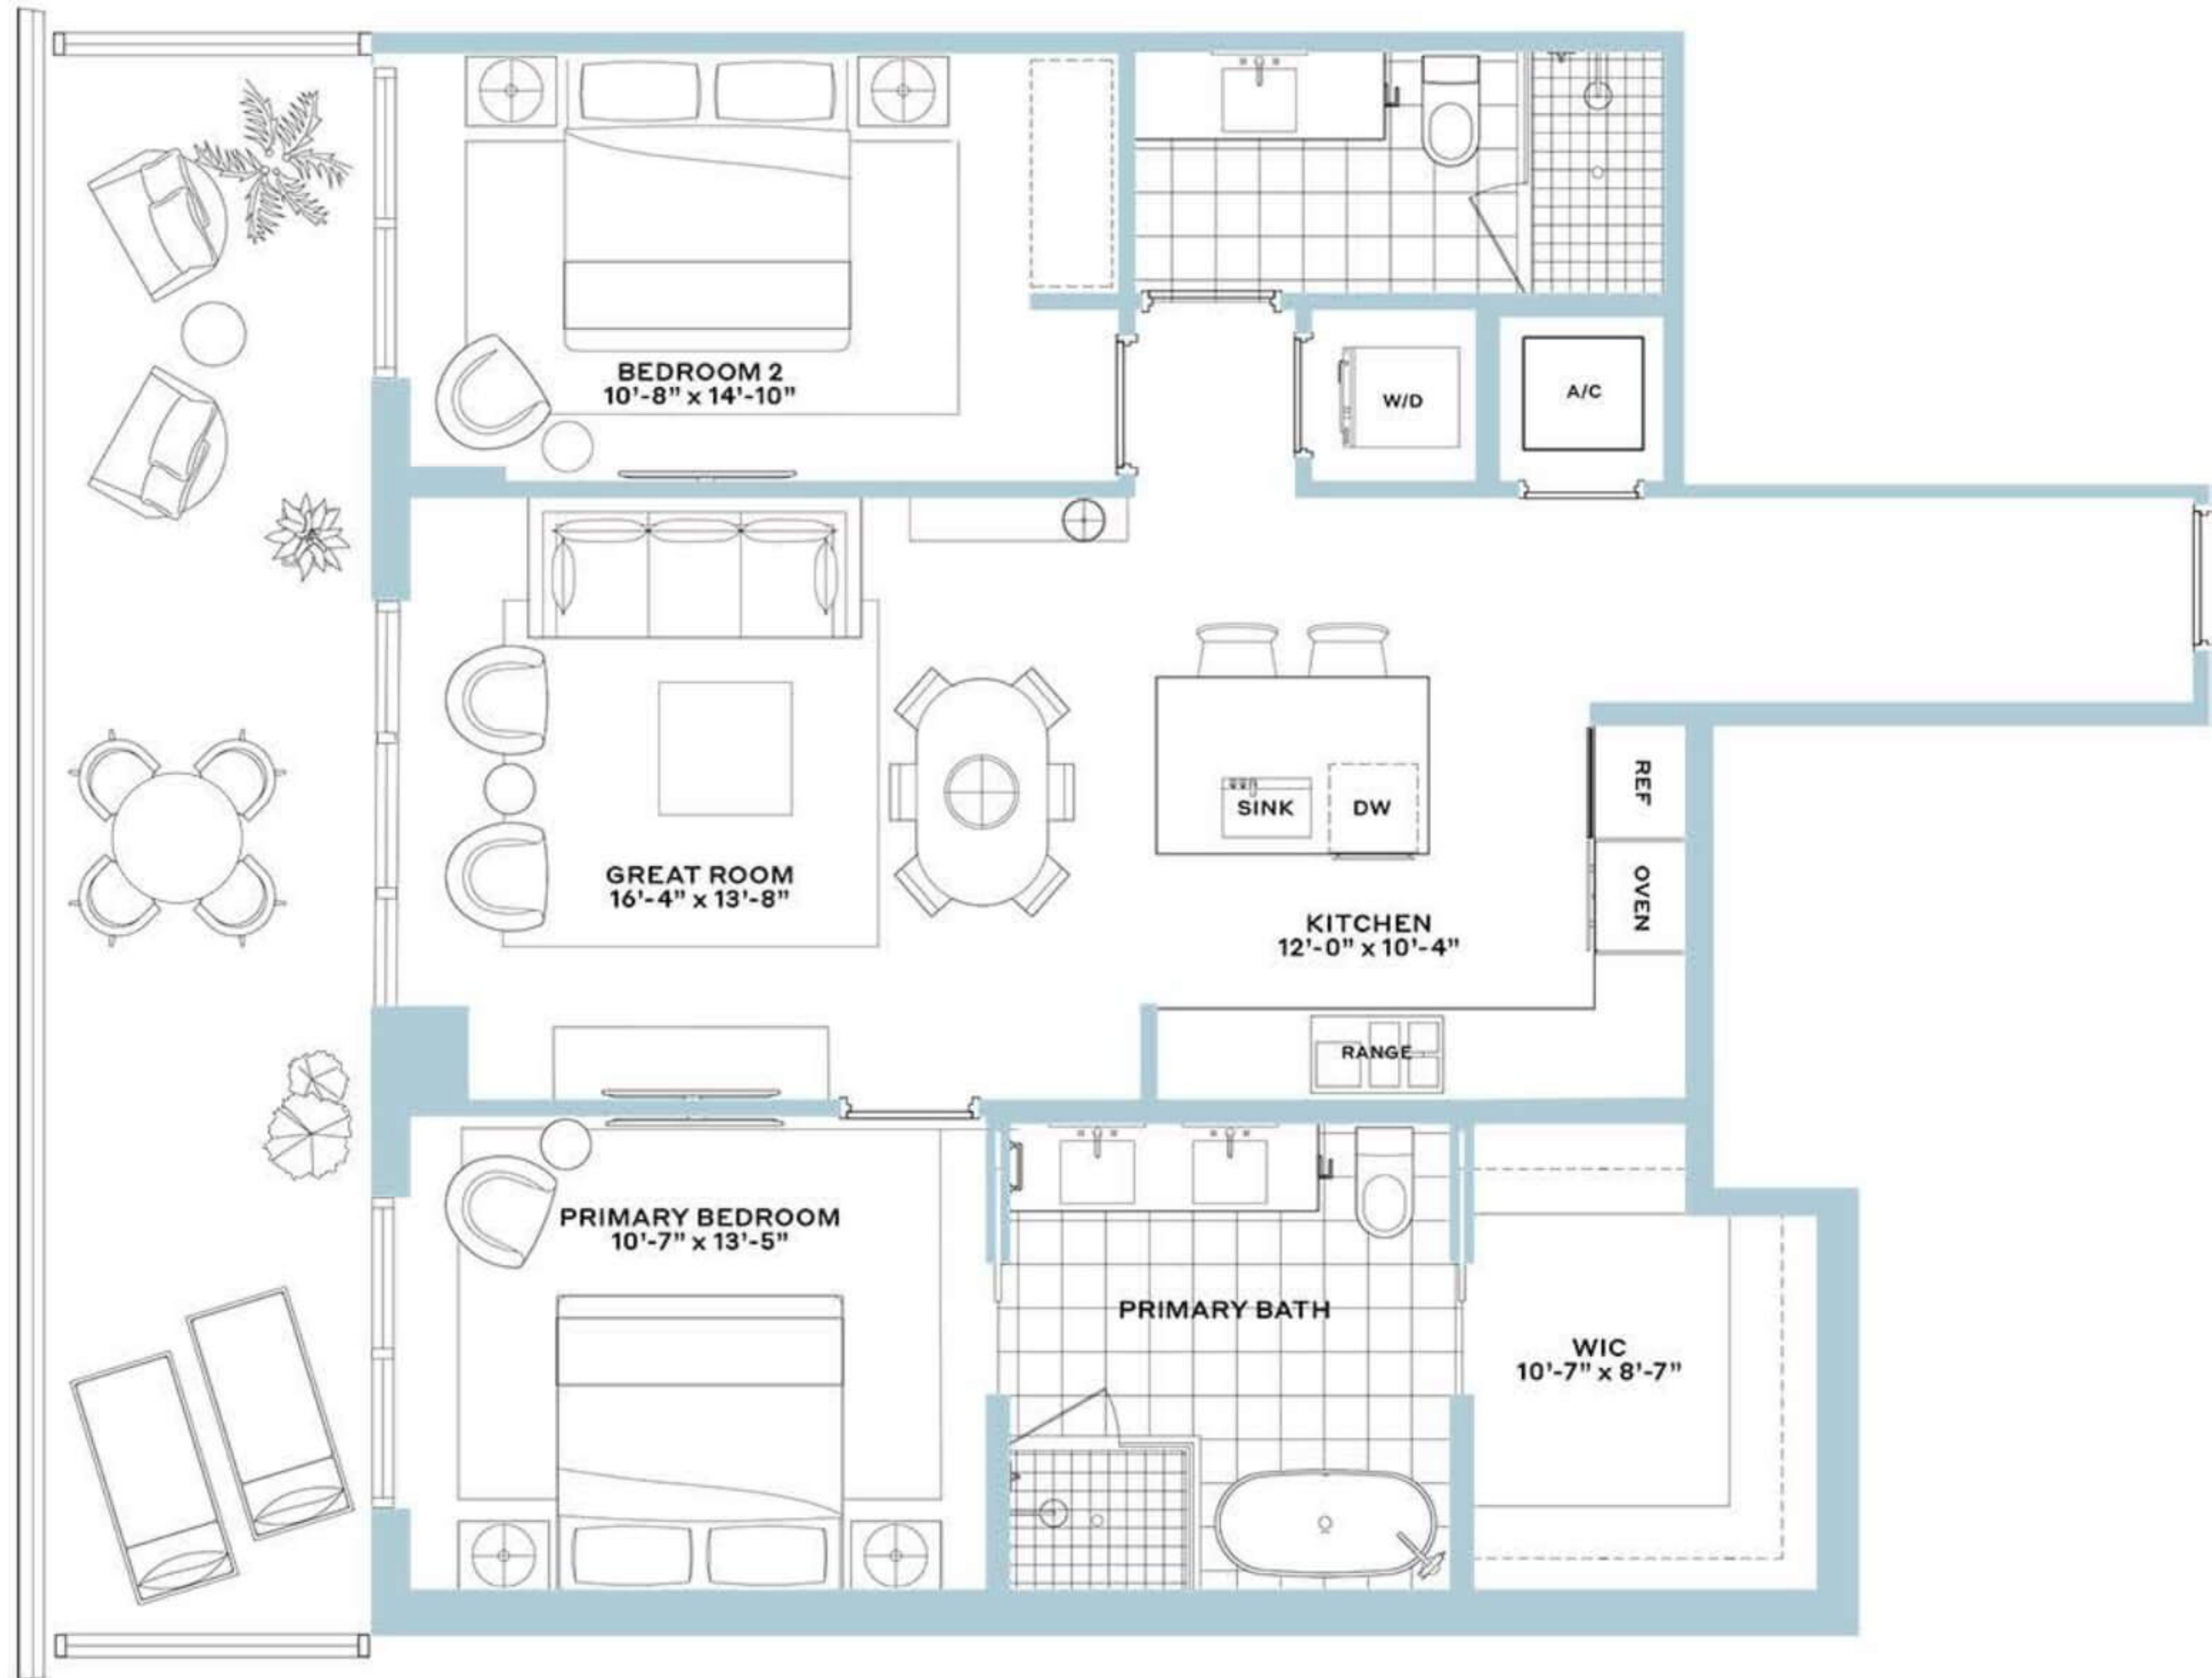 BEDROOM 2
10'-8" x 14'-10"
W/D
A/C
SINK
DW
REF
OVEN
GREAT ROOM
16'-4" x 13'-8"
KITCHEN
12'-0" x 10'-4"
RANGE
PRIMARY BEDROOM
10'-7" x 13'-5"
PRIMARY BATH
WIC
10'-7" x 8'-7"